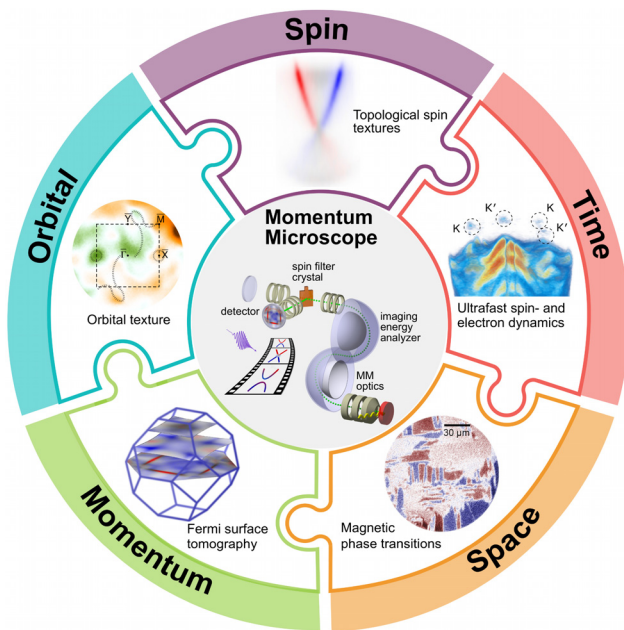 Spin
Topological spin
textures
Time
K
K′
K
K′
Ultrafast spin- and
electron dynamics
Orbital
Y̅
M̅
Γ̅
X̅
Orbital texture
Momentum
Microscope
spin filter
crystal
detector
imaging
energy
analyzer
MM
optics
Momentum
Fermi surface
tomography
Space
30 µm
Magnetic
phase transitions